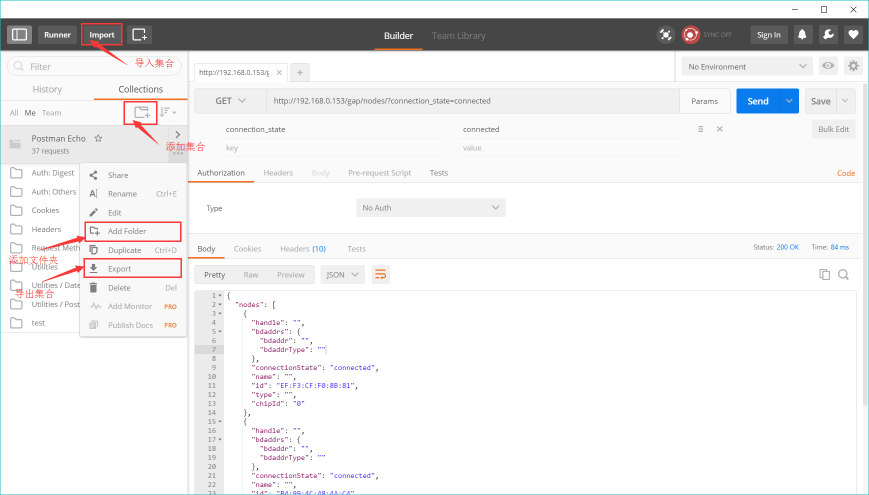 Runner
Import
Builder
Team Library
SYNC OFF
Sign In
导入集合
Filter
History
Collections
All Me Team
添加集合
Postman Echo
37 requests
Auth: Digest
Auth: Others
Cookies
Headers
Request Meth
添加文件夹
Utilities
Utilities / Date
导出集合
Utilities / Post
test
Share
Rename Ctrl+E
Edit
Add Folder
Duplicate Ctrl+D
Export
Delete Del
Add Monitor PRO
Publish Docs PRO
http://192.168.0.153/g
No Environment
GET
http://192.168.0.153/gap/nodes/?connection_state=connected
Params
Send
Save
connection_state connected
Bulk Edit
key value
Authorization Headers Body Pre-request Script Tests
Code
Type No Auth
Body Cookies Headers (10) Tests
Status: 200 OK Time: 84 ms
Pretty Raw Preview JSON
1 {
2 "nodes": [
3 {
4 "handle": "",
5 "bdaddrs": {
6 "bdaddr": "",
7 "bdaddrType": ""
8 },
9 "connectionState": "connected",
10 "name": "",
11 "id": "EF:F3:CF:F0:8B:81",
12 "type": "",
13 "chipId": "0"
14 },
15 {
16 "handle": "",
17 "bdaddrs": {
18 "bdaddr": "",
19 "bdaddrType": ""
20 },
21 "connectionState": "connected",
22 "name": "",
23 "id":